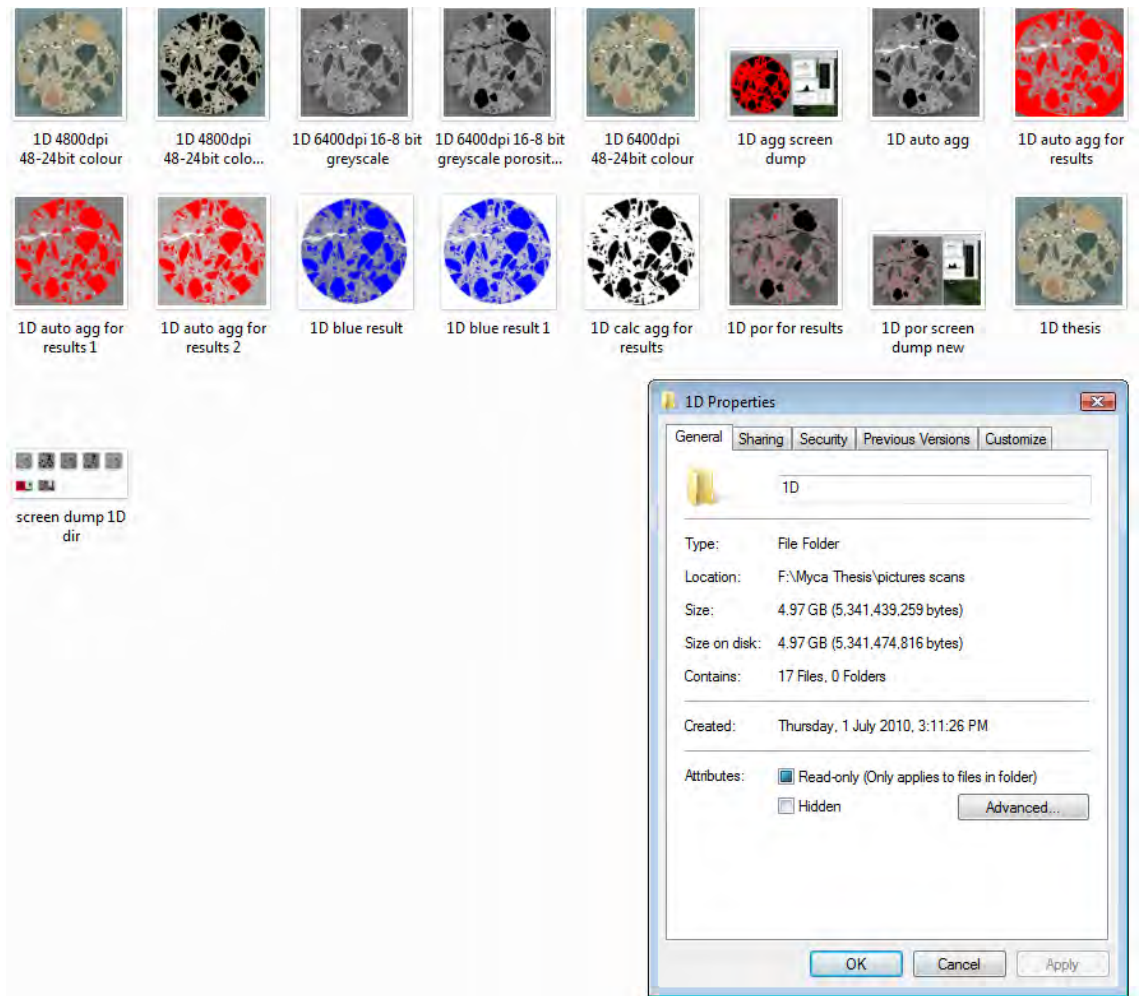 1D 4800dpi
48-24bit colour
1D 4800dpi
48-24bit colo...
1D 6400dpi 16-8 bit
greyscale
1D 6400dpi 16-8 bit
greyscale porosit...
1D 6400dpi
48-24bit colour
1D agg screen
dump
1D auto agg
1D auto agg for
results
1D auto agg for
results 1
1D auto agg for
results 2
1D blue result
1D blue result 1
1D calc agg for
results
1D por for results
1D por screen
dump new
1D thesis
screen dump 1D
dir
1D Properties
General Sharing Security Previous Versions Customize
1D
Type: File Folder
Location: F:\Myca Thesis\pictures scans
Size: 4.97 GB (5,341,439,259 bytes)
Size on disk: 4.97 GB (5,341,474,816 bytes)
Contains: 17 Files, 0 Folders
Created: Thursday, 1 July 2010, 3:11:26 PM
Attributes: Read-only (Only applies to files in folder)
Hidden Advanced...
OK Cancel Apply